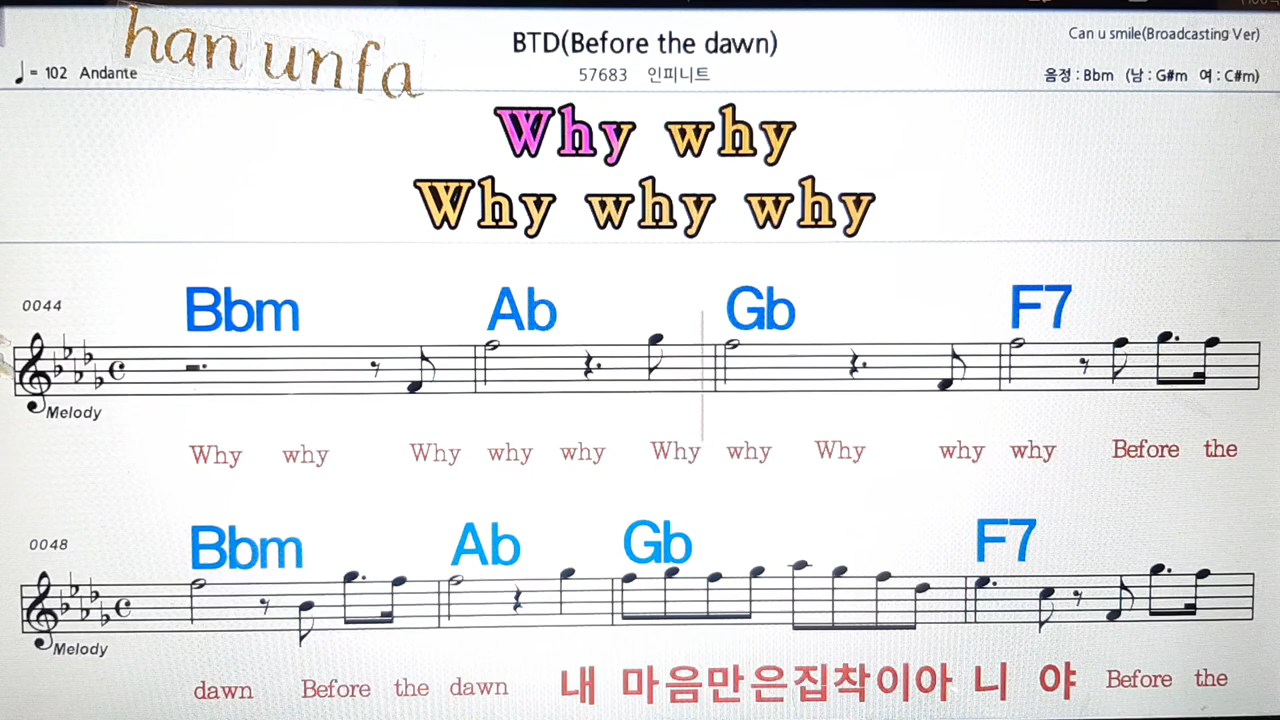 han unfa
BTD(Before the dawn)
Can u smile(Broadcasting Ver)
♩ = 102 Andante
57683 인피니트
음정 : Bbm (남 : G#m 여 : C#m)
Why why
Why why why
0044
Bbm Ab Gb F7
Melody
Why why Why why why Why why Why why why Before the
0048
Bbm Ab Gb F7
Melody
dawn Before the dawn 내 마음만은집착이아 니 야 Before the